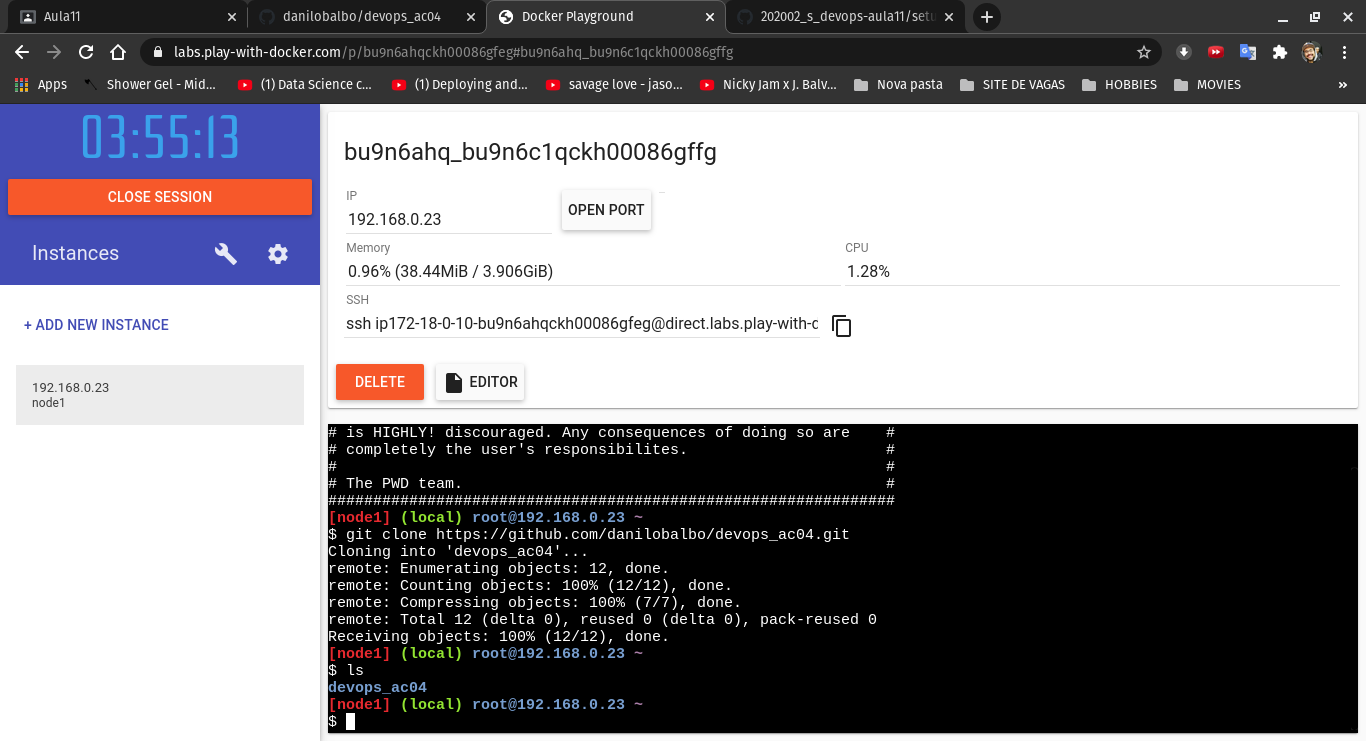 Aula11
danilobalbo/devops_ac04
Docker Playground
202002_s_devops-aula11/setu
labs.play-with-docker.com/p/bu9n6ahqckh00086gfeg#bu9n6ahq_bu9n6c1qckh00086gffg
Apps
Shower Gel - Mid...
(1) Data Science c...
(1) Deploying and...
savage love - jaso...
Nicky Jam x J. Balv...
Nova pasta
SITE DE VAGAS
HOBBIES
MOVIES
»
03:55:13
CLOSE SESSION
Instances
+ ADD NEW INSTANCE
192.168.0.23
node1
bu9n6ahq_bu9n6c1qckh00086gffg
IP
192.168.0.23
OPEN PORT
Memory
0.96% (38.44MiB / 3.906GiB)
CPU
1.28%
SSH
ssh ip172-18-0-10-bu9n6ahqckh00086gfeg@direct.labs.play-with-d
DELETE
EDITOR
# is HIGHLY! discouraged. Any consequences of doing so are    #
# completely the user's responsibilites.                      #
#                                                             #
# The PWD team.                                               #
###############################################################
[node1] (local) root@192.168.0.23 ~
$ git clone https://github.com/danilobalbo/devops_ac04.git
Cloning into 'devops_ac04'...
remote: Enumerating objects: 12, done.
remote: Counting objects: 100% (12/12), done.
remote: Compressing objects: 100% (7/7), done.
remote: Total 12 (delta 0), reused 0 (delta 0), pack-reused 0
Receiving objects: 100% (12/12), done.
[node1] (local) root@192.168.0.23 ~
$ ls
devops_ac04
[node1] (local) root@192.168.0.23 ~
$